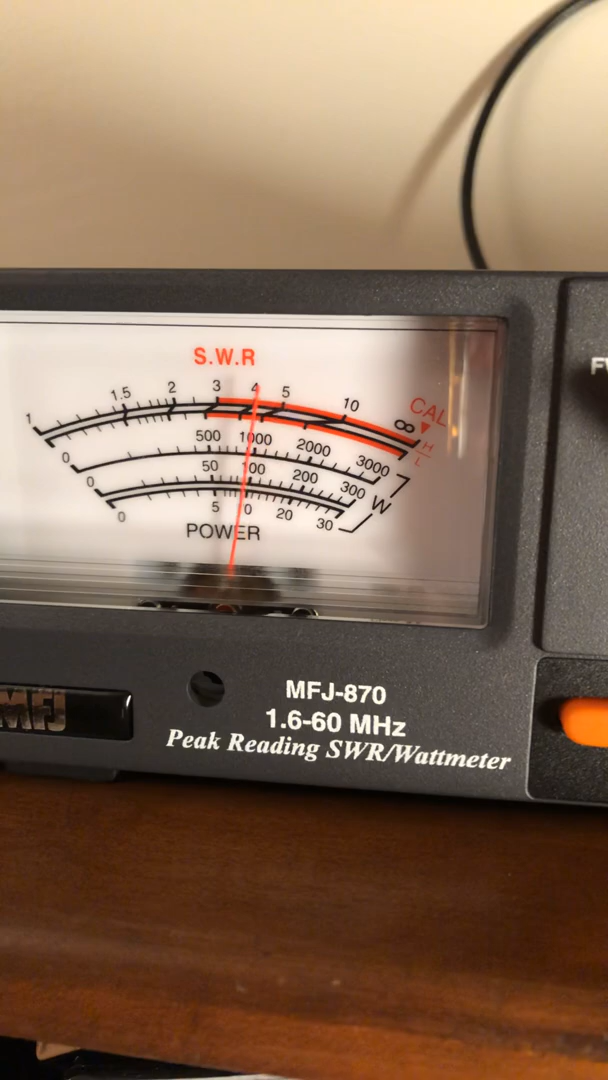 S.W.R
1 1.5 2 3 4 5 10 ∞ CAL
H
L
0 500 1000 2000 3000
0 50 100 200 300 W
0 5 0 20 30
POWER
FW
MFJ
MFJ-870
1.6-60 MHz
Peak Reading SWR/Wattmeter